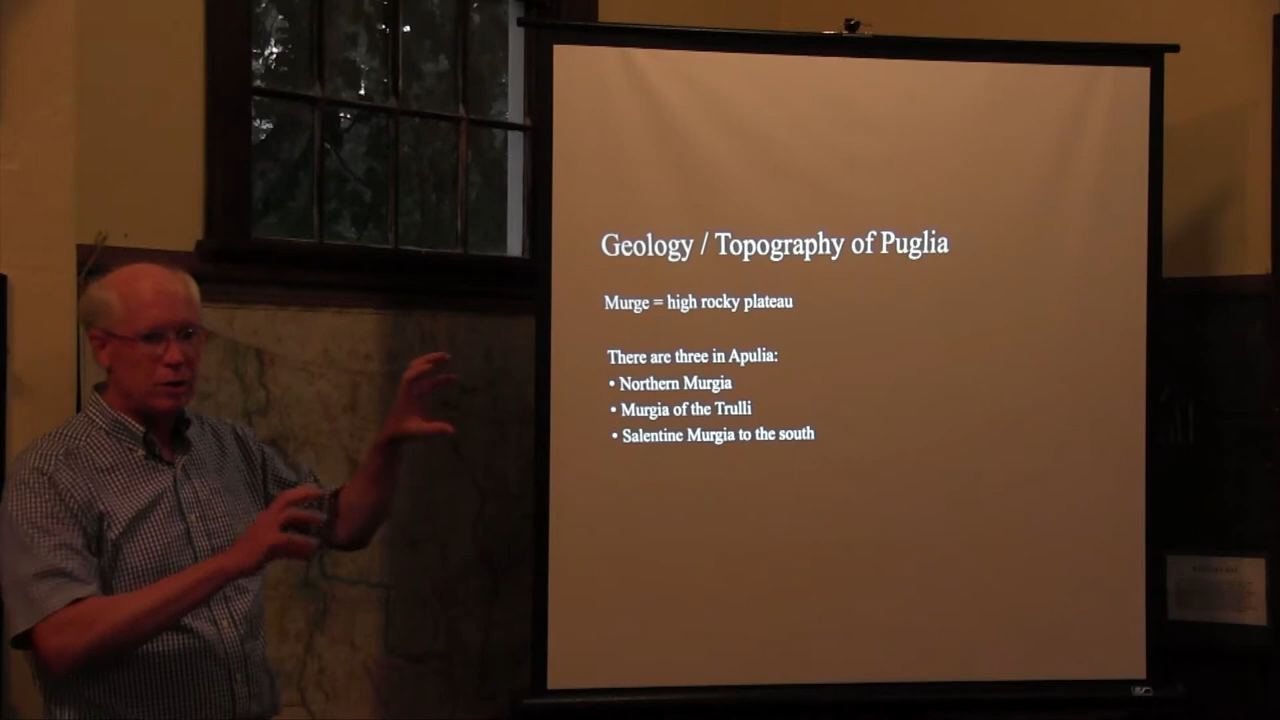 Geology / Topography of Puglia
Murge = high rocky plateau
There are three in Apulia:
• Northern Murgia
• Murgia of the Trulli
• Salentine Murgia to the south